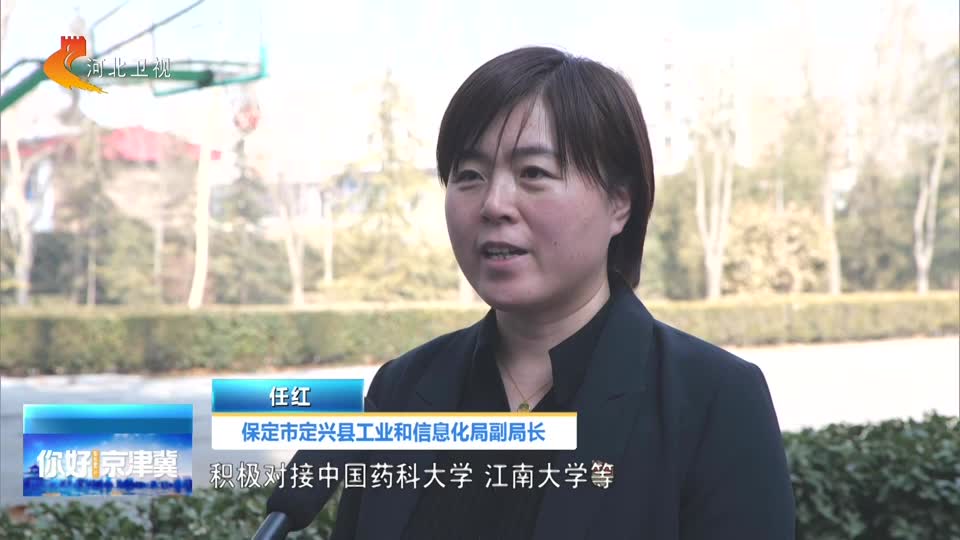 河北卫视
任红
保定市定兴县工业和信息化局副局长
你好 京津冀
积极对接中国药科大学 江南大学等